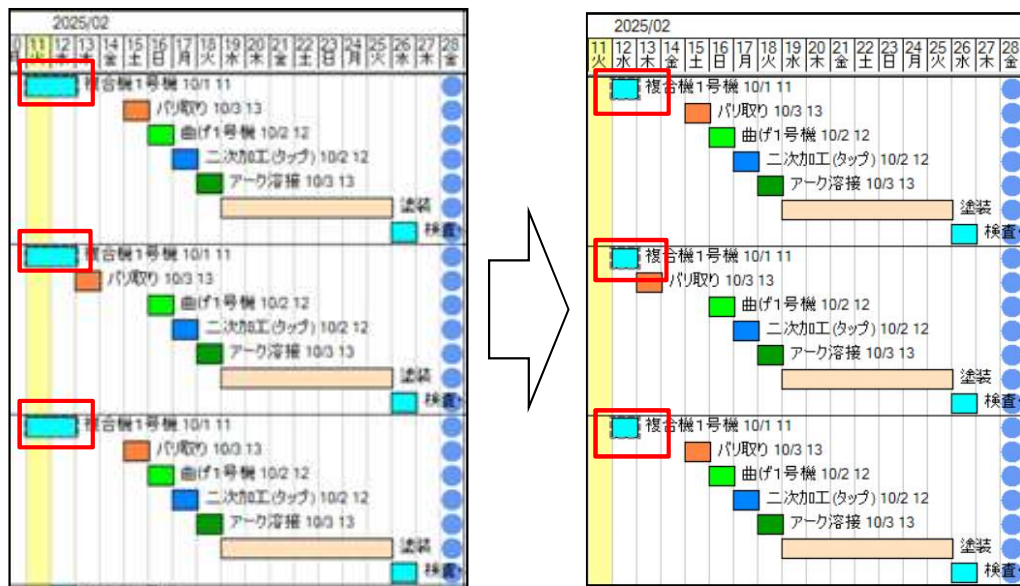 2025/02
11 12 13 14 15 16 17 18 19 20 21 22 23 24 25 26 27 28
月 火 水 木 金 土 日 月 火 水 木 金 土 日 月 火 水 木 金
複合機1号機 10/1 11
バリ取り 10/3 13
曲げ1号機 10/2 12
二次加工(タップ) 10/2 12
アーク溶接 10/3 13
塗装
検査
複合機1号機 10/1 11
バリ取り 10/3 13
曲げ1号機 10/2 12
二次加工(タップ) 10/2 12
アーク溶接 10/3 13
塗装
検査
複合機1号機 10/1 11
バリ取り 10/3 13
曲げ1号機 10/2 12
二次加工(タップ) 10/2 12
アーク溶接 10/3 13
塗装
検査
2025/02
11 12 13 14 15 16 17 18 19 20 21 22 23 24 25 26 27 28
火 水 木 金 土 日 月 火 水 木 金 土 日 月 火 水 木 金
複合機1号機 10/1 11
バリ取り 10/3 13
曲げ1号機 10/2 12
二次加工(タップ) 10/2 12
アーク溶接 10/3 13
塗装
検査
複合機1号機 10/1 11
バリ取り 10/3 13
曲げ1号機 10/2 12
二次加工(タップ) 10/2 12
アーク溶接 10/3 13
塗装
検査
複合機1号機 10/1 11
バリ取り 10/3 13
曲げ1号機 10/2 12
二次加工(タップ) 10/2 12
アーク溶接 10/3 13
塗装
検査